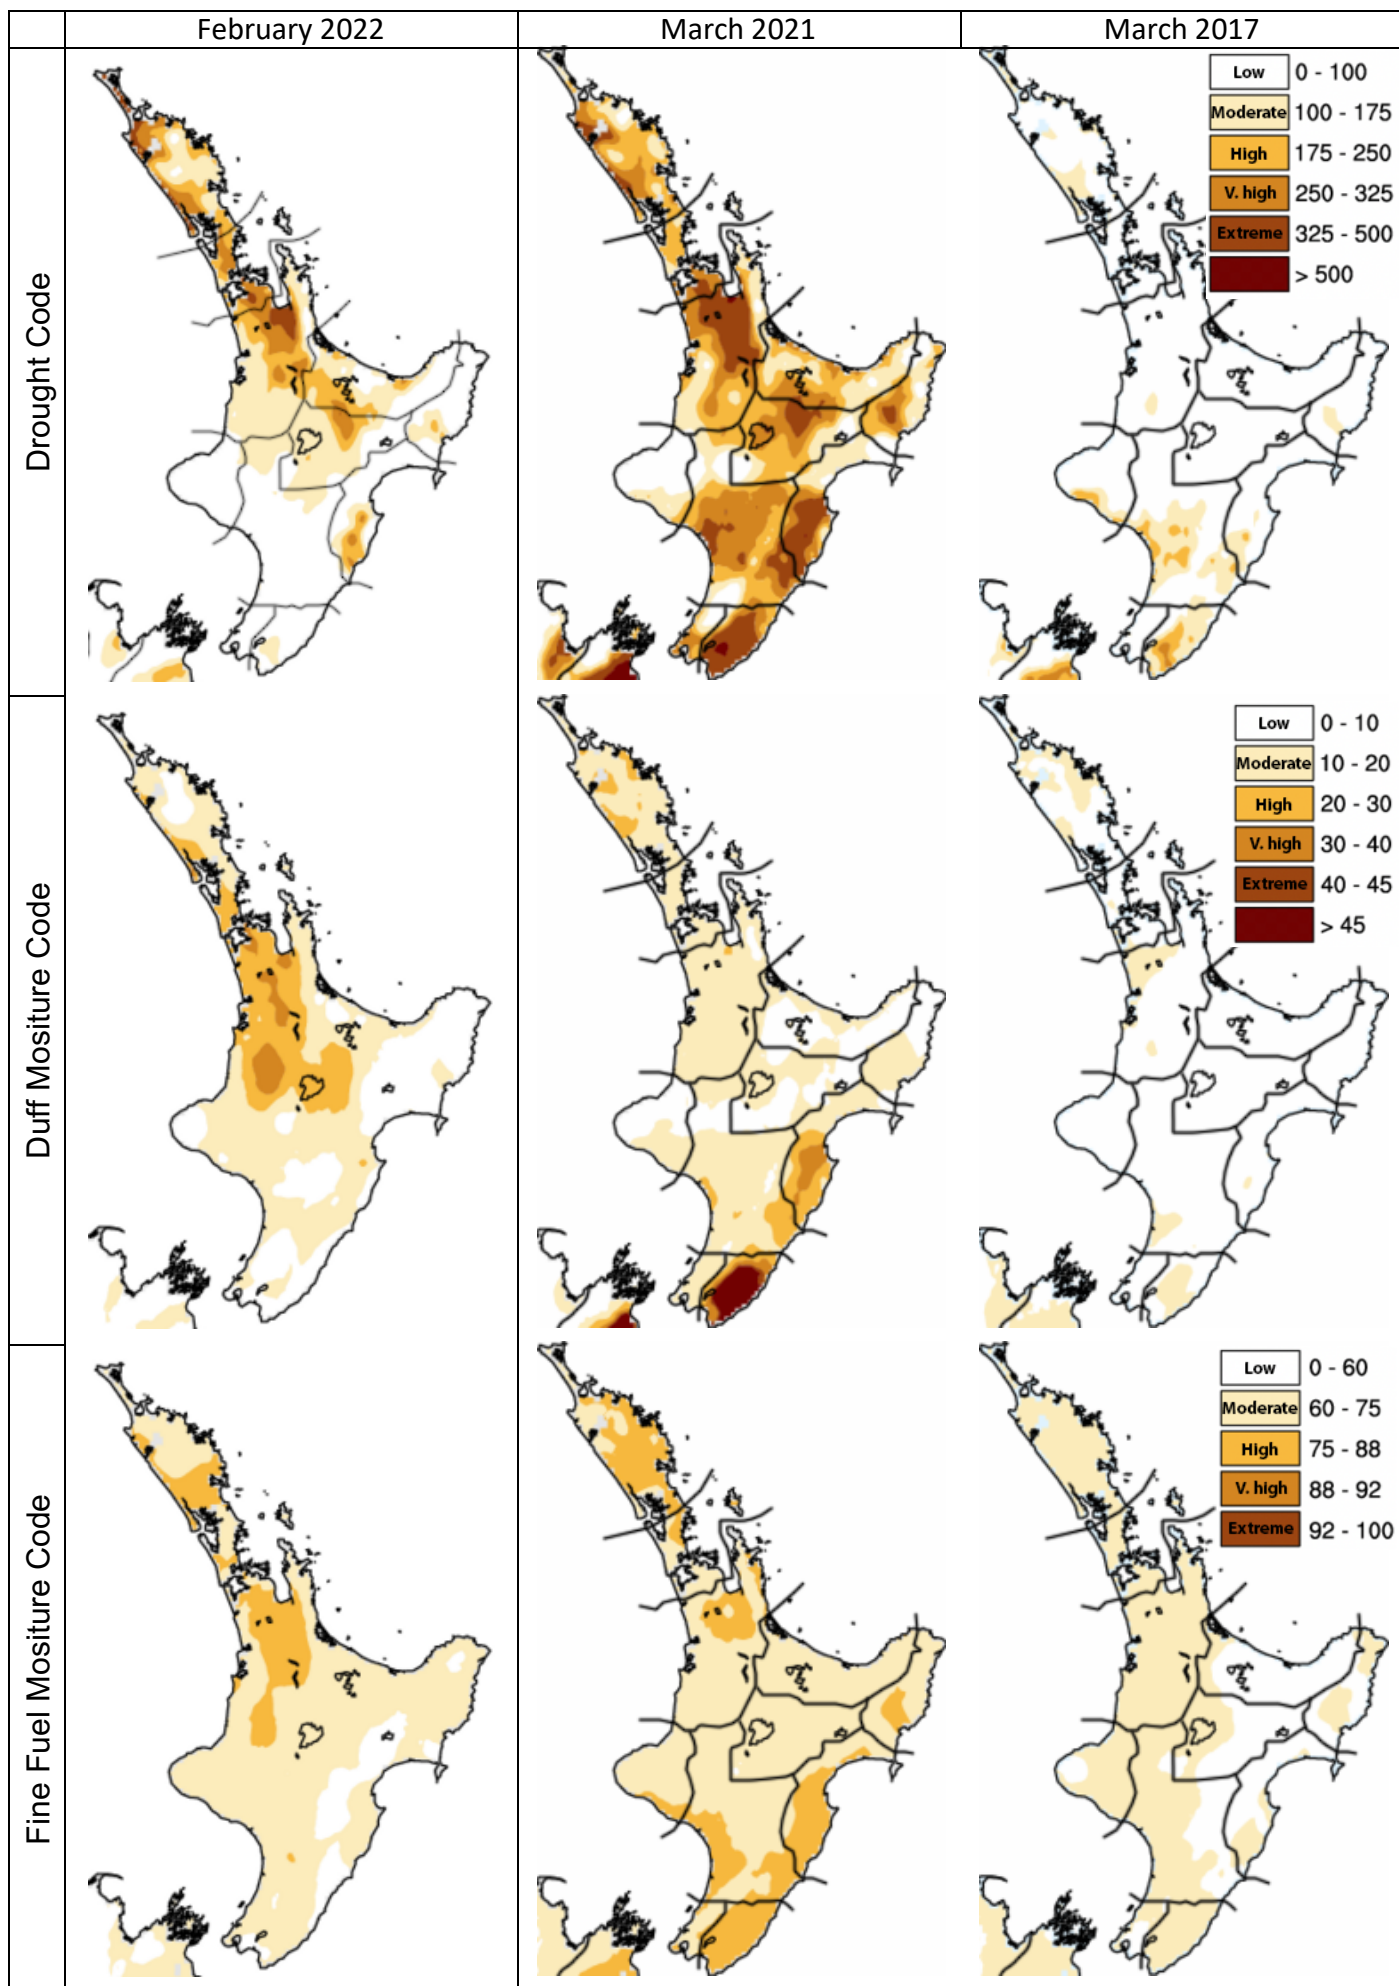 February 2022
March 2021
March 2017
Drought Code
Low 0 - 100
Moderate 100 - 175
High 175 - 250
V. high 250 - 325
Extreme 325 - 500
> 500
Duff Mositure Code
Low 0 - 10
Moderate 10 - 20
High 20 - 30
V. high 30 - 40
Extreme 40 - 45
> 45
Fine Fuel Mositure Code
Low 0 - 60
Moderate 60 - 75
High 75 - 88
V. high 88 - 92
Extreme 92 - 100